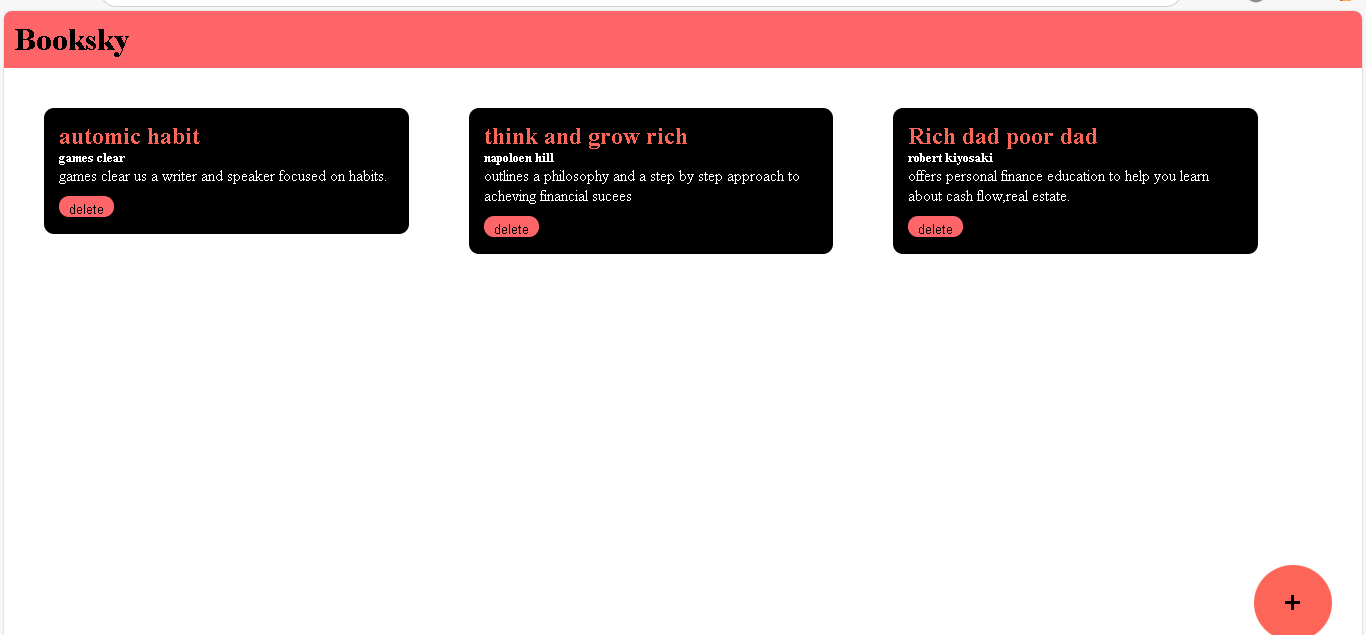 Booksky
automic habit
games clear
games clear us a writer and speaker focused on habits.
delete
think and grow rich
napoloen hill
outlines a philosophy and a step by step approach to
acheving financial sucees
delete
Rich dad poor dad
robert kiyosaki
offers personal finance education to help you learn
about cash flow,real estate.
delete
+